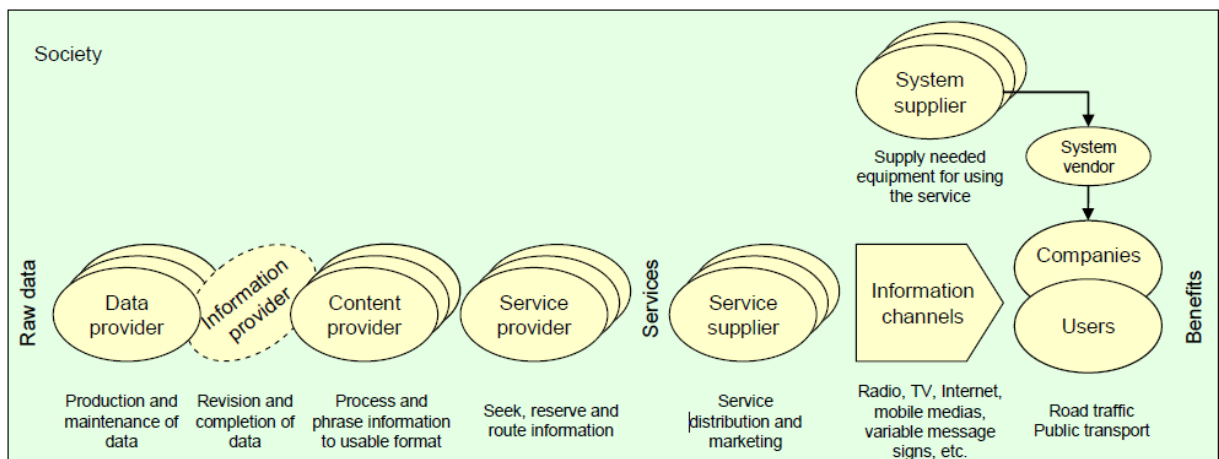 Society
System
supplier
Supply needed
equipment for using
the service
System
vendor
Raw data
Data
provider
Production and
maintenance of
data
Information
provider
Revision and
completion of
data
Content
provider
Process and
phrase information
to usable format
Service
provider
Seek, reserve and
route information
Services
Service
supplier
Service
distribution and
marketing
Information
channels
Radio, TV, Internet,
mobile medias,
variable message
signs, etc.
Companies
Users
Road traffic
Public transport
Benefits